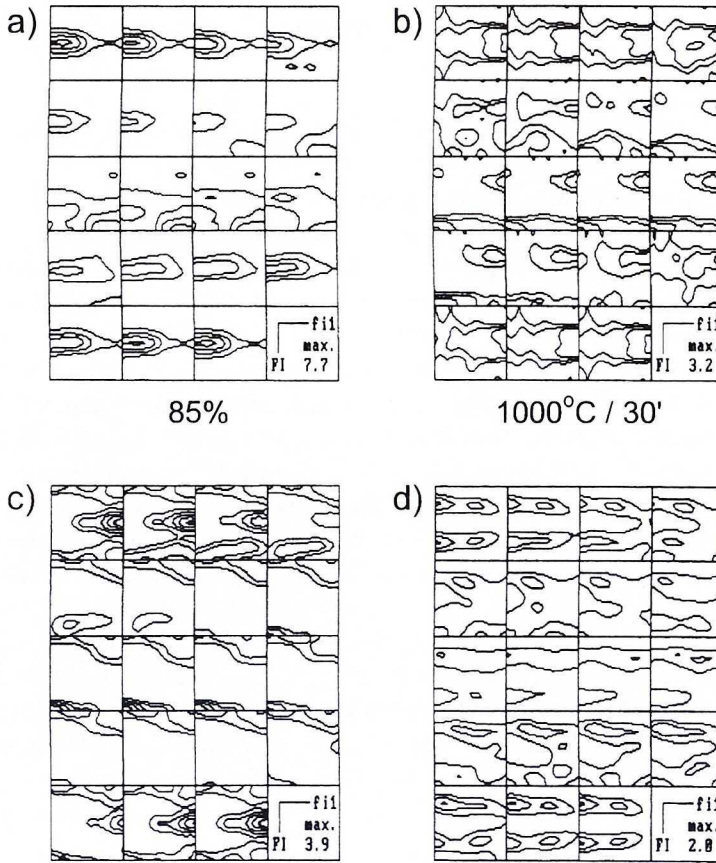 a)
fi1
max.
FI 7.7
85%
b)
fi1
max.
FI 3.2
1000°C / 30'
c)
fi1
max.
FI 3.9
d)
fi1
max.
FI 2.0